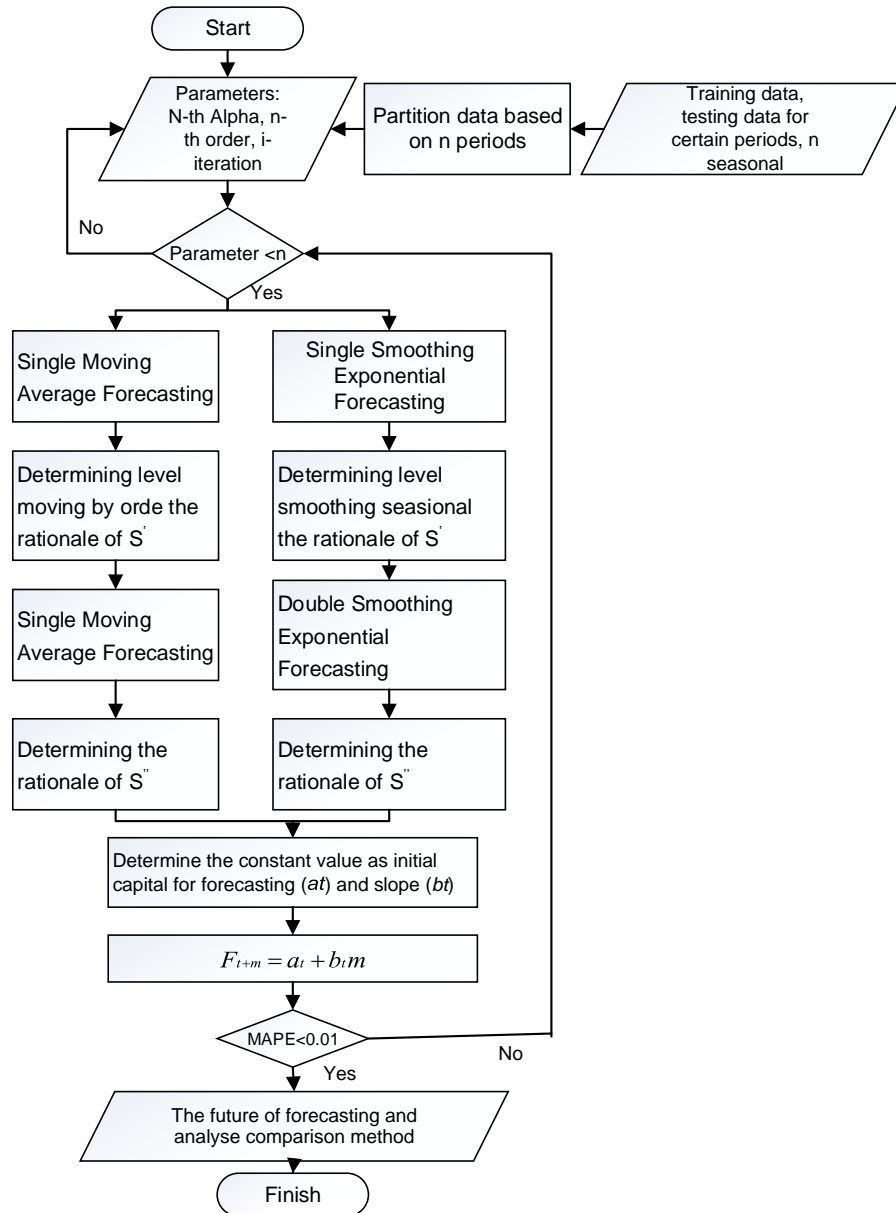 Start
Parameters:
N-th Alpha, n-
th order, i-
iteration
Partition data based
on n periods
Training data,
testing data for
certain periods, n
seasonal
No
Parameter <n
Yes
Single Moving
Average Forecasting
Single Smoothing
Exponential
Forecasting
Determining level
moving by orde the
rationale of S'
Determining level
smoothing seasional
the rationale of S'
Single Moving
Average Forecasting
Double Smoothing
Exponential
Forecasting
Determining the
rationale of S''
Determining the
rationale of S''
Determine the constant value as initial
capital for forecasting (at) and slope (bt)
F_{t+m} = a_t + b_t m
MAPE<0.01
No
Yes
The future of forecasting and
analyse comparison method
Finish